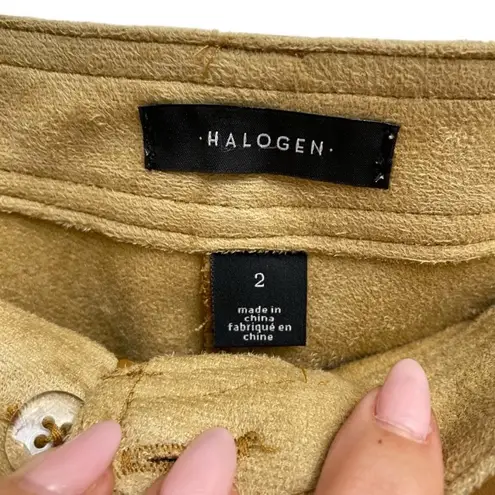 ·HALOGEN·
2
made in
china
fabriqué en
chine